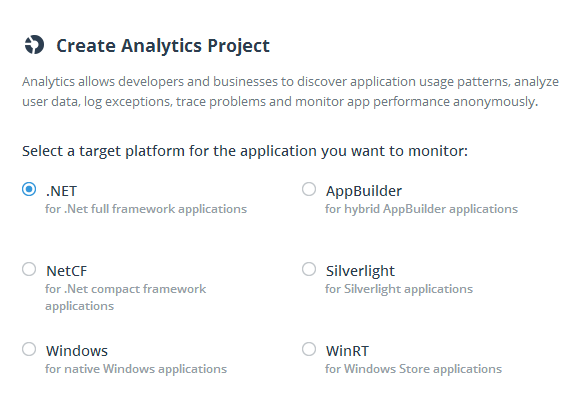 Create Analytics Project
Analytics allows developers and businesses to discover application usage patterns, analyze
user data, log exceptions, trace problems and monitor app performance anonymously.
Select a target platform for the application you want to monitor:
.NET
for .Net full framework applications
AppBuilder
for hybrid AppBuilder applications
NetCF
for .Net compact framework
applications
Silverlight
for Silverlight applications
Windows
for native Windows applications
WinRT
for Windows Store applications